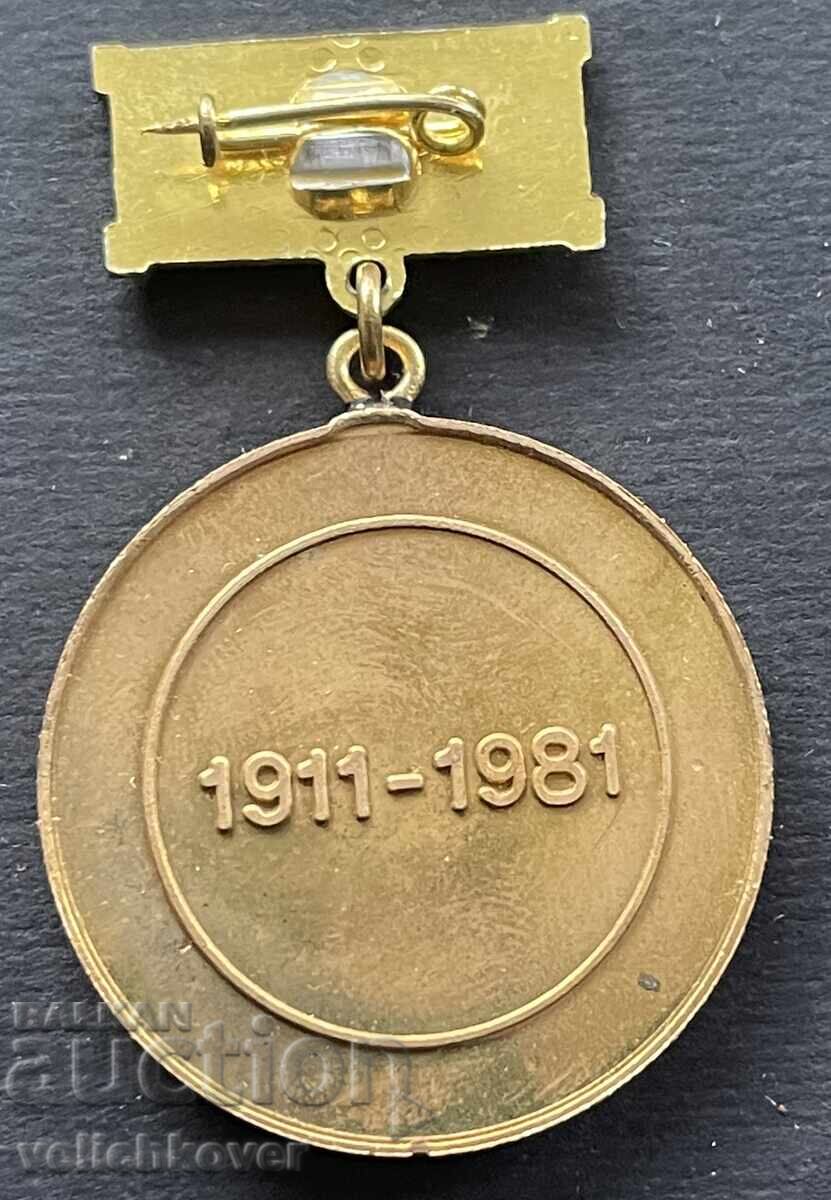 1911-1981
BALKAN
auction
velichkover